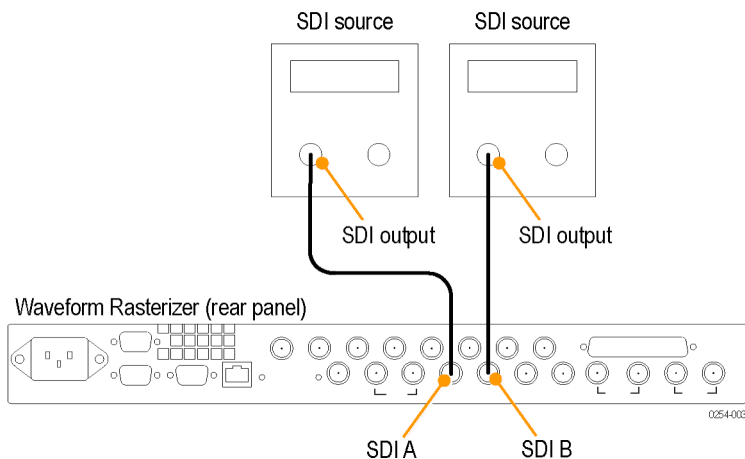 SDI source
SDI source
SDI output
SDI output
Waveform Rasterizer (rear panel)
SDI A
SDI B
0254-003